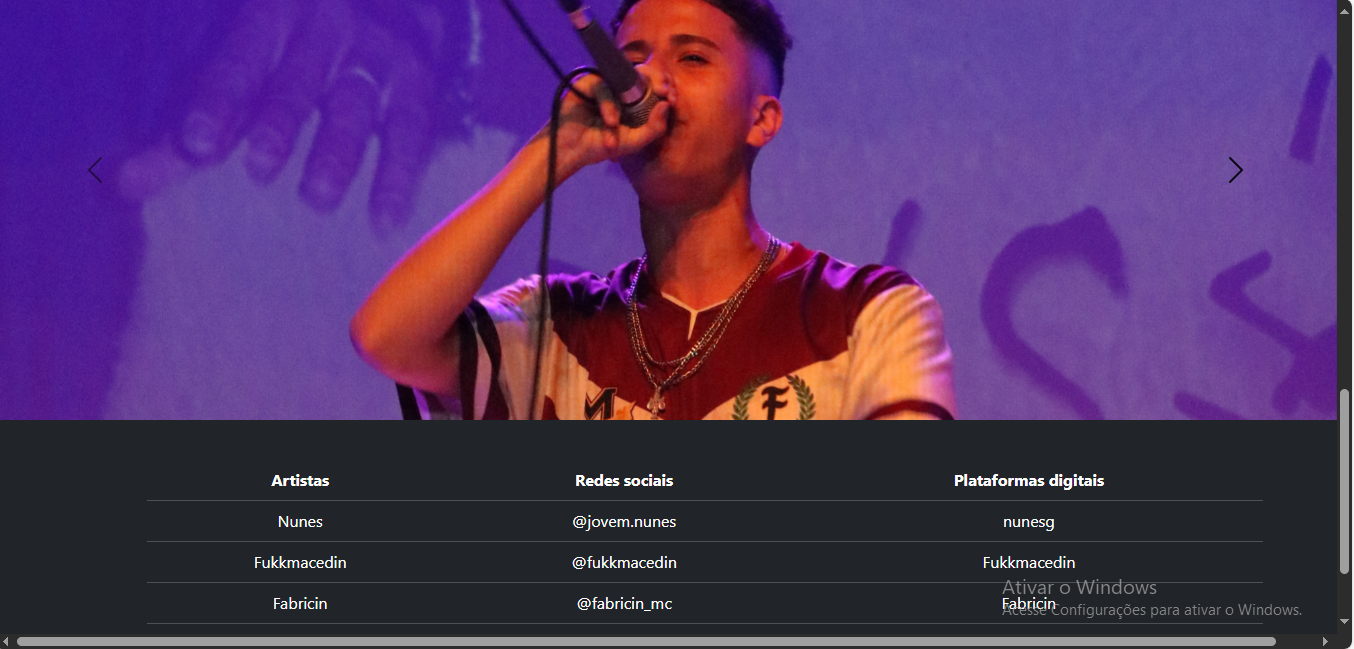 F
Artistas Redes sociais Plataformas digitais
Nunes @jovem.nunes nunesg
Fukkmacedin @fukkmacedin Fukkmacedin
Fabricin @fabricin_mc Fabricin
Ativar o Windows
Acesse Configurações para ativar o Windows.